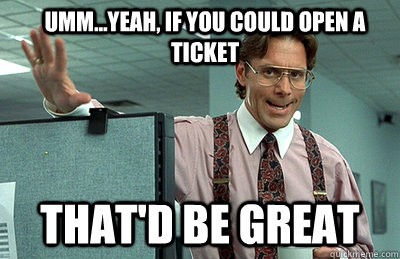 UMM...YEAH, IF YOU COULD OPEN A
TICKET
THAT'D BE GREAT
quickmeme.com